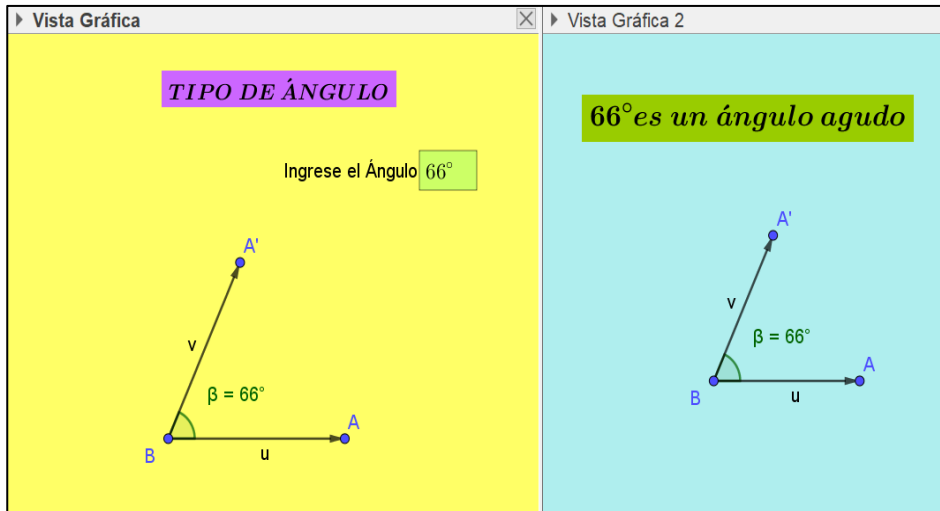 Vista Gráfica
TIPO DE ÁNGULO
Ingrese el Ángulo 66°
A'
v
β = 66°
B
A
u
Vista Gráfica 2
66°es un ángulo agudo
A'
v
β = 66°
A
B
u